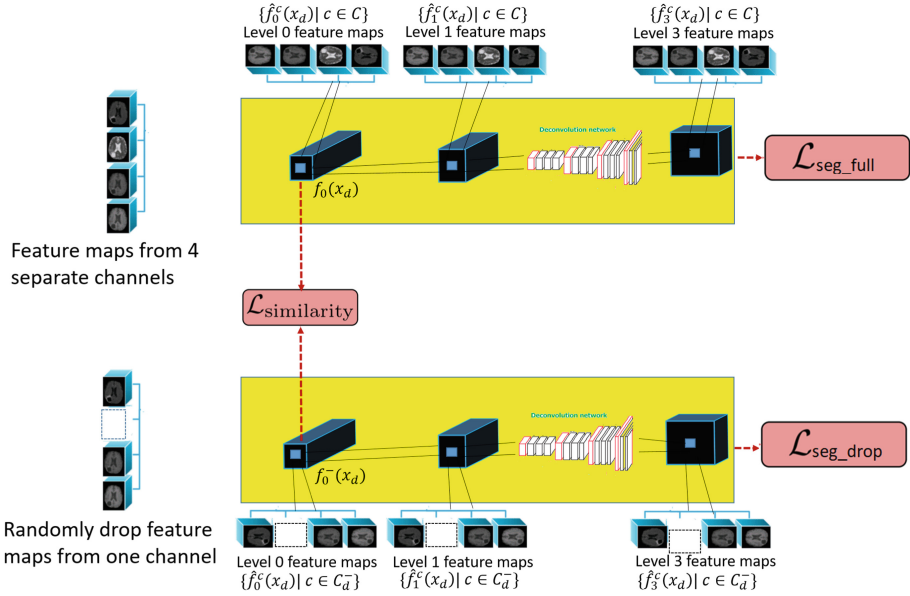 {f̂₀ᶜ(x_d)| c ∈ C}
Level 0 feature maps
{f̂₁ᶜ(x_d)| c ∈ C}
Level 1 feature maps
{f̂₃ᶜ(x_d)| c ∈ C}
Level 3 feature maps
Deconvolution network
f₀(x_d)
ℒseg_full
Feature maps from 4
separate channels
ℒsimilarity
Deconvolution network
f₀⁻(x_d)
ℒseg_drop
Randomly drop feature
maps from one channel
Level 0 feature maps
{f̂₀ᶜ(x_d)| c ∈ C_d⁻}
Level 1 feature maps
{f̂₁ᶜ(x_d)| c ∈ C_d⁻}
Level 3 feature maps
{f̂₃ᶜ(x_d)| c ∈ C_d⁻}